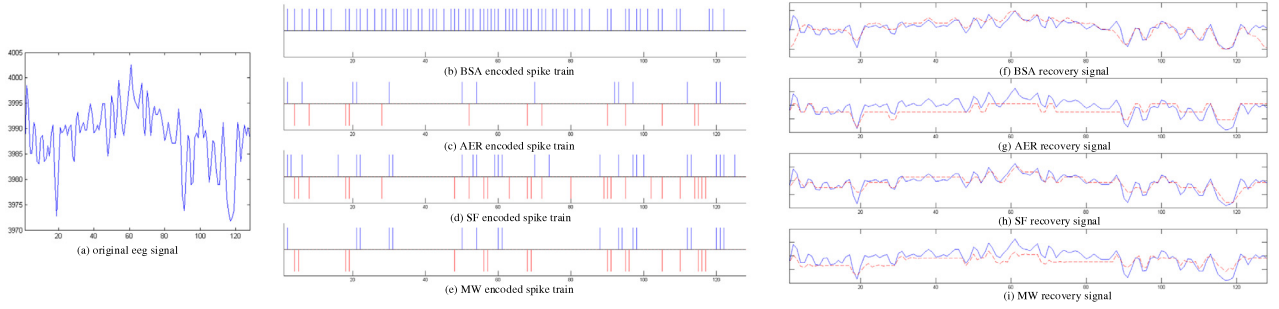 4005
4000
3995
3990
3985
3980
3975
3970
20 40 60 80 100 120
(a) original eeg signal
20 40 60 80 100 120
(b) BSA encoded spike train
20 40 60 80 100 120
(c) AER encoded spike train
20 40 60 80 100 120
(d) SF encoded spike train
20 40 60 80 100 120
(e) MW encoded spike train
20 40 60 80 100 120
(f) BSA recovery signal
20 40 60 80 100 120
(g) AER recovery signal
20 40 60 80 100 120
(h) SF recovery signal
20 40 60 80 100 120
(i) MW recovery signal